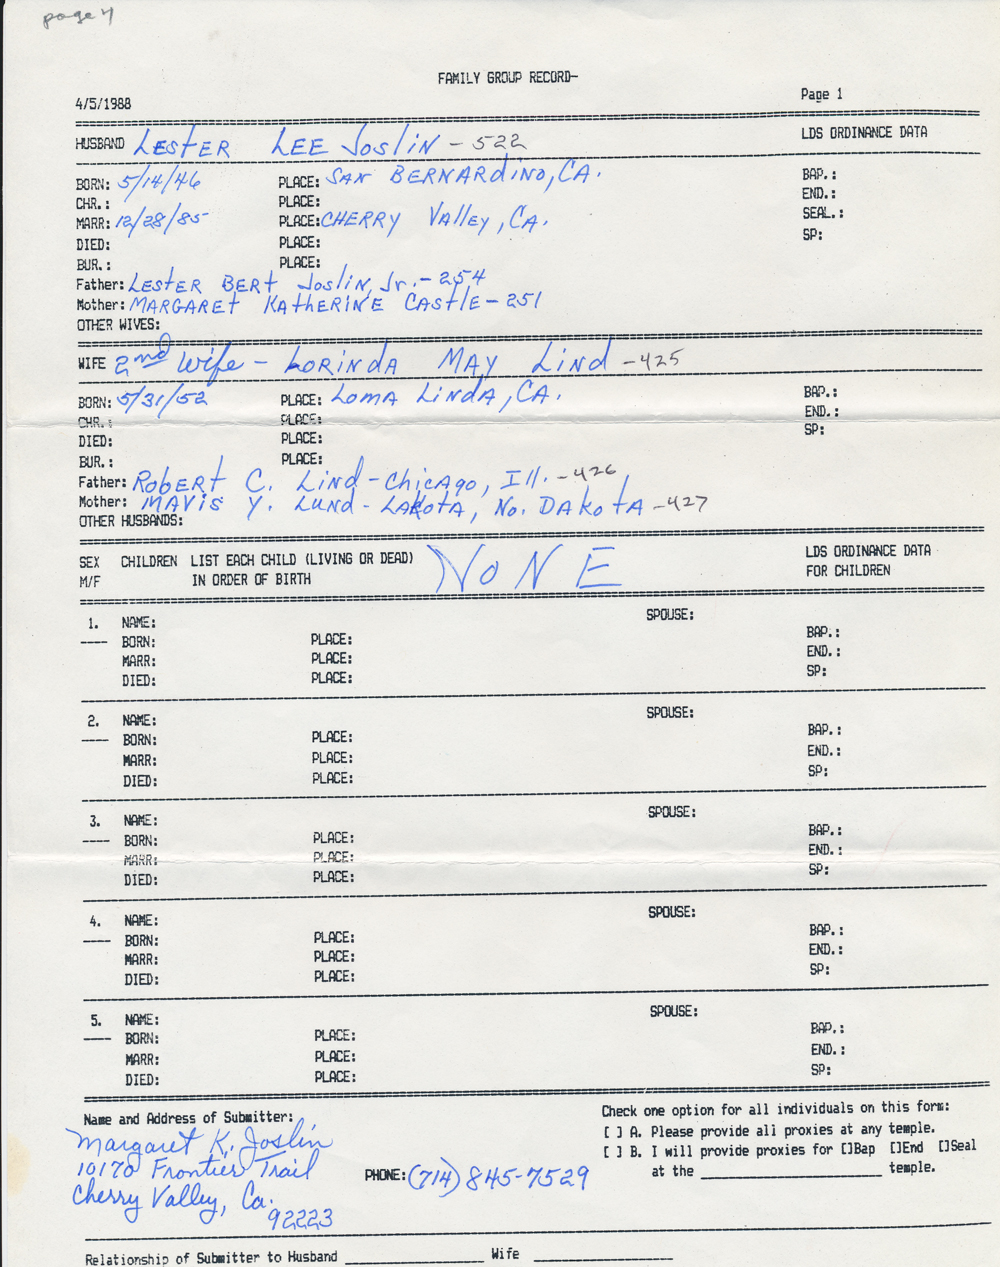 page 4
FAMILY GROUP RECORD-
4/5/1988 Page 1
HUSBAND LESTER LEE JOSLIN - 522 LDS ORDINANCE DATA
BORN: 5/14/46 PLACE: SAN BERNARDINO, CA. BAP.:
CHR.: PLACE: END.:
MARR: 12/28/85 PLACE: CHERRY VALLEY, CA. SEAL.:
DIED: PLACE: SP:
BUR.: PLACE:
Father: LESTER BERT JOSLIN, Jr. - 254
Mother: MARGARET KATHERINE CASTLE - 251
OTHER WIVES:
WIFE 2nd Wife - LORINDA MAY LIND - 425
BORN: 5/31/52 PLACE: LOMA LINDA, CA. BAP.:
CHR.: PLACE: END.:
DIED: PLACE: SP:
BUR.: PLACE:
Father: ROBERT C. LIND - CHICAGO, ILL. - 426
Mother: MAVIS Y. LUND - LAKOTA, No. DAKOTA - 427
OTHER HUSBANDS:
SEX CHILDREN LIST EACH CHILD (LIVING OR DEAD) NONE LDS ORDINANCE DATA
M/F IN ORDER OF BIRTH FOR CHILDREN
1. NAME: SPOUSE:
---- BORN: PLACE: BAP.:
MARR: PLACE: END.:
DIED: PLACE: SP:
2. NAME: SPOUSE:
---- BORN: PLACE: BAP.:
MARR: PLACE: END.:
DIED: PLACE: SP:
3. NAME: SPOUSE:
---- BORN: PLACE: BAP.:
MARR: PLACE: END.:
DIED: PLACE: SP:
4. NAME: SPOUSE:
---- BORN: PLACE: BAP.:
MARR: PLACE: END.:
DIED: PLACE: SP:
5. NAME: SPOUSE:
---- BORN: PLACE: BAP.:
MARR: PLACE: END.:
DIED: PLACE: SP:
Name and Address of Submitter: Check one option for all individuals on this form:
Margaret K. Joslin [ ] A. Please provide all proxies at any temple.
10170 Frontier Trail PHONE: (714) 845-7529 [ ] B. I will provide proxies for []Bap []End []Seal
Cherry Valley, Ca. at the ____ temple.
92223
Relationship of Submitter to Husband ____ Wife ____